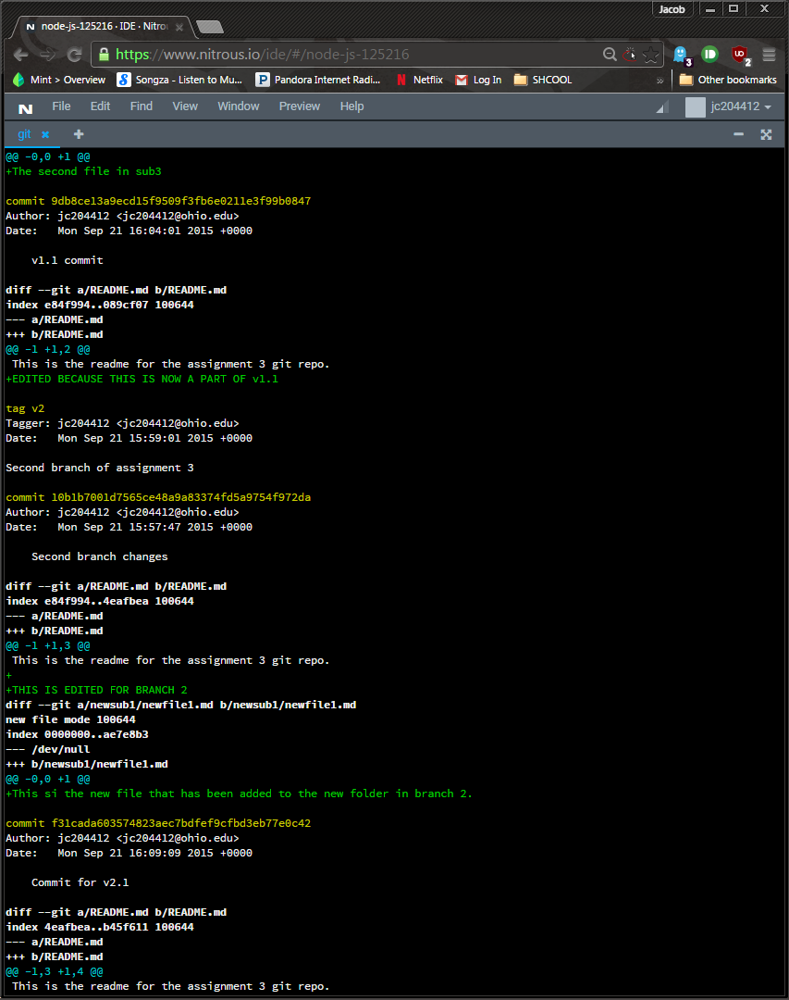 Jacob
node-js-125216 · IDE · Nitrou
https://www.nitrous.io/ide/#/node-js-125216
3
UO
2
Mint > Overview
Songza - Listen to Mu...
Pandora Internet Radi...
Netflix
Log In
SHCOOL
»
Other bookmarks
N File Edit Find View Window Preview Help
jc204412
git × +
@@ -0,0 +1 @@
+The second file in sub3
commit 9db8ce13a9ecd15f9509f3fb6e0211e3f99b0847
Author: jc204412 <jc204412@ohio.edu>
Date:   Mon Sep 21 16:04:01 2015 +0000
    v1.1 commit
diff --git a/README.md b/README.md
index e84f994..089cf07 100644
--- a/README.md
+++ b/README.md
@@ -1 +1,2 @@
 This is the readme for the assignment 3 git repo.
+EDITED BECAUSE THIS IS NOW A PART OF v1.1
tag v2
Tagger: jc204412 <jc204412@ohio.edu>
Date:   Mon Sep 21 15:59:01 2015 +0000
Second branch of assignment 3
commit 10b1b7001d7565ce48a9a83374fd5a9754f972da
Author: jc204412 <jc204412@ohio.edu>
Date:   Mon Sep 21 15:57:47 2015 +0000
    Second branch changes
diff --git a/README.md b/README.md
index e84f994..4eafbea 100644
--- a/README.md
+++ b/README.md
@@ -1 +1,3 @@
 This is the readme for the assignment 3 git repo.
+
+THIS IS EDITED FOR BRANCH 2
diff --git a/newsub1/newfile1.md b/newsub1/newfile1.md
new file mode 100644
index 0000000..ae7e8b3
--- /dev/null
+++ b/newsub1/newfile1.md
@@ -0,0 +1 @@
+This si the new file that has been added to the new folder in branch 2.
commit f31cada603574823aec7bdfef9cfbd3eb77e0c42
Author: jc204412 <jc204412@ohio.edu>
Date:   Mon Sep 21 16:09:09 2015 +0000
    Commit for v2.1
diff --git a/README.md b/README.md
index 4eafbea..b45f611 100644
--- a/README.md
+++ b/README.md
@@ -1,3 +1,4 @@
 This is the readme for the assignment 3 git repo.